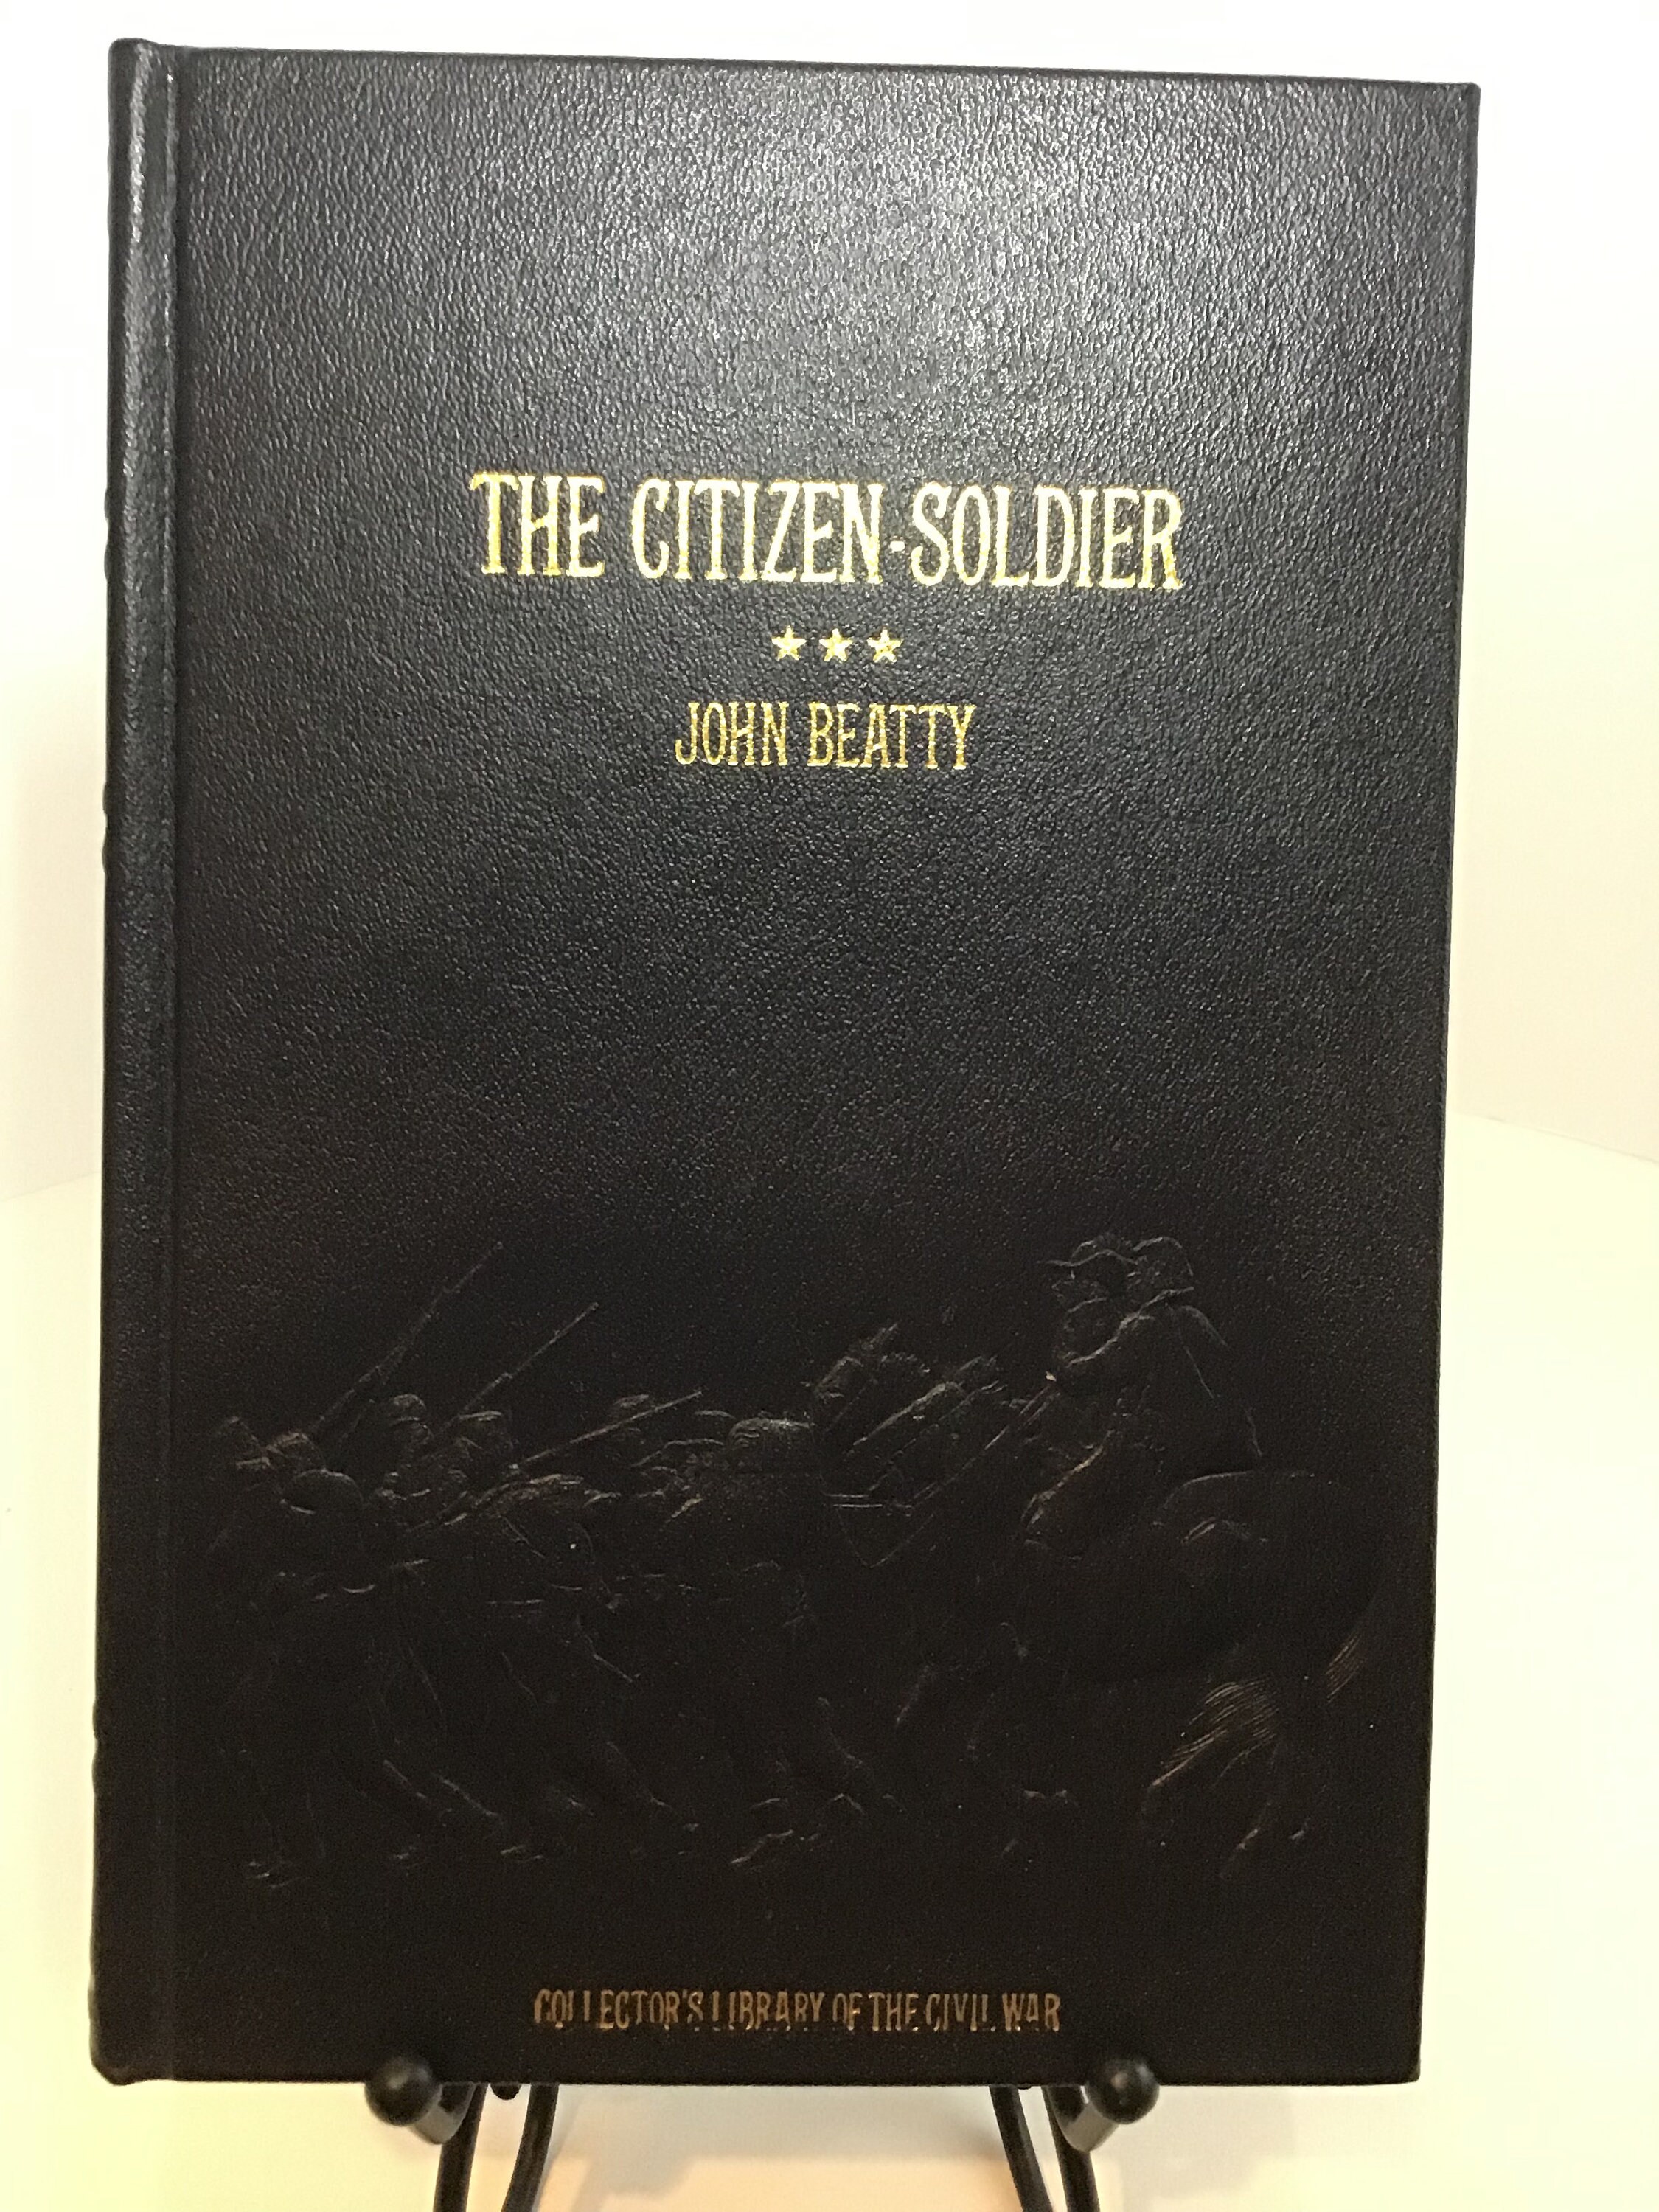 THE CITIZEN-SOLDIER
JOHN BEATTY
COLLECTOR'S LIBRARY OF THE CIVIL WAR